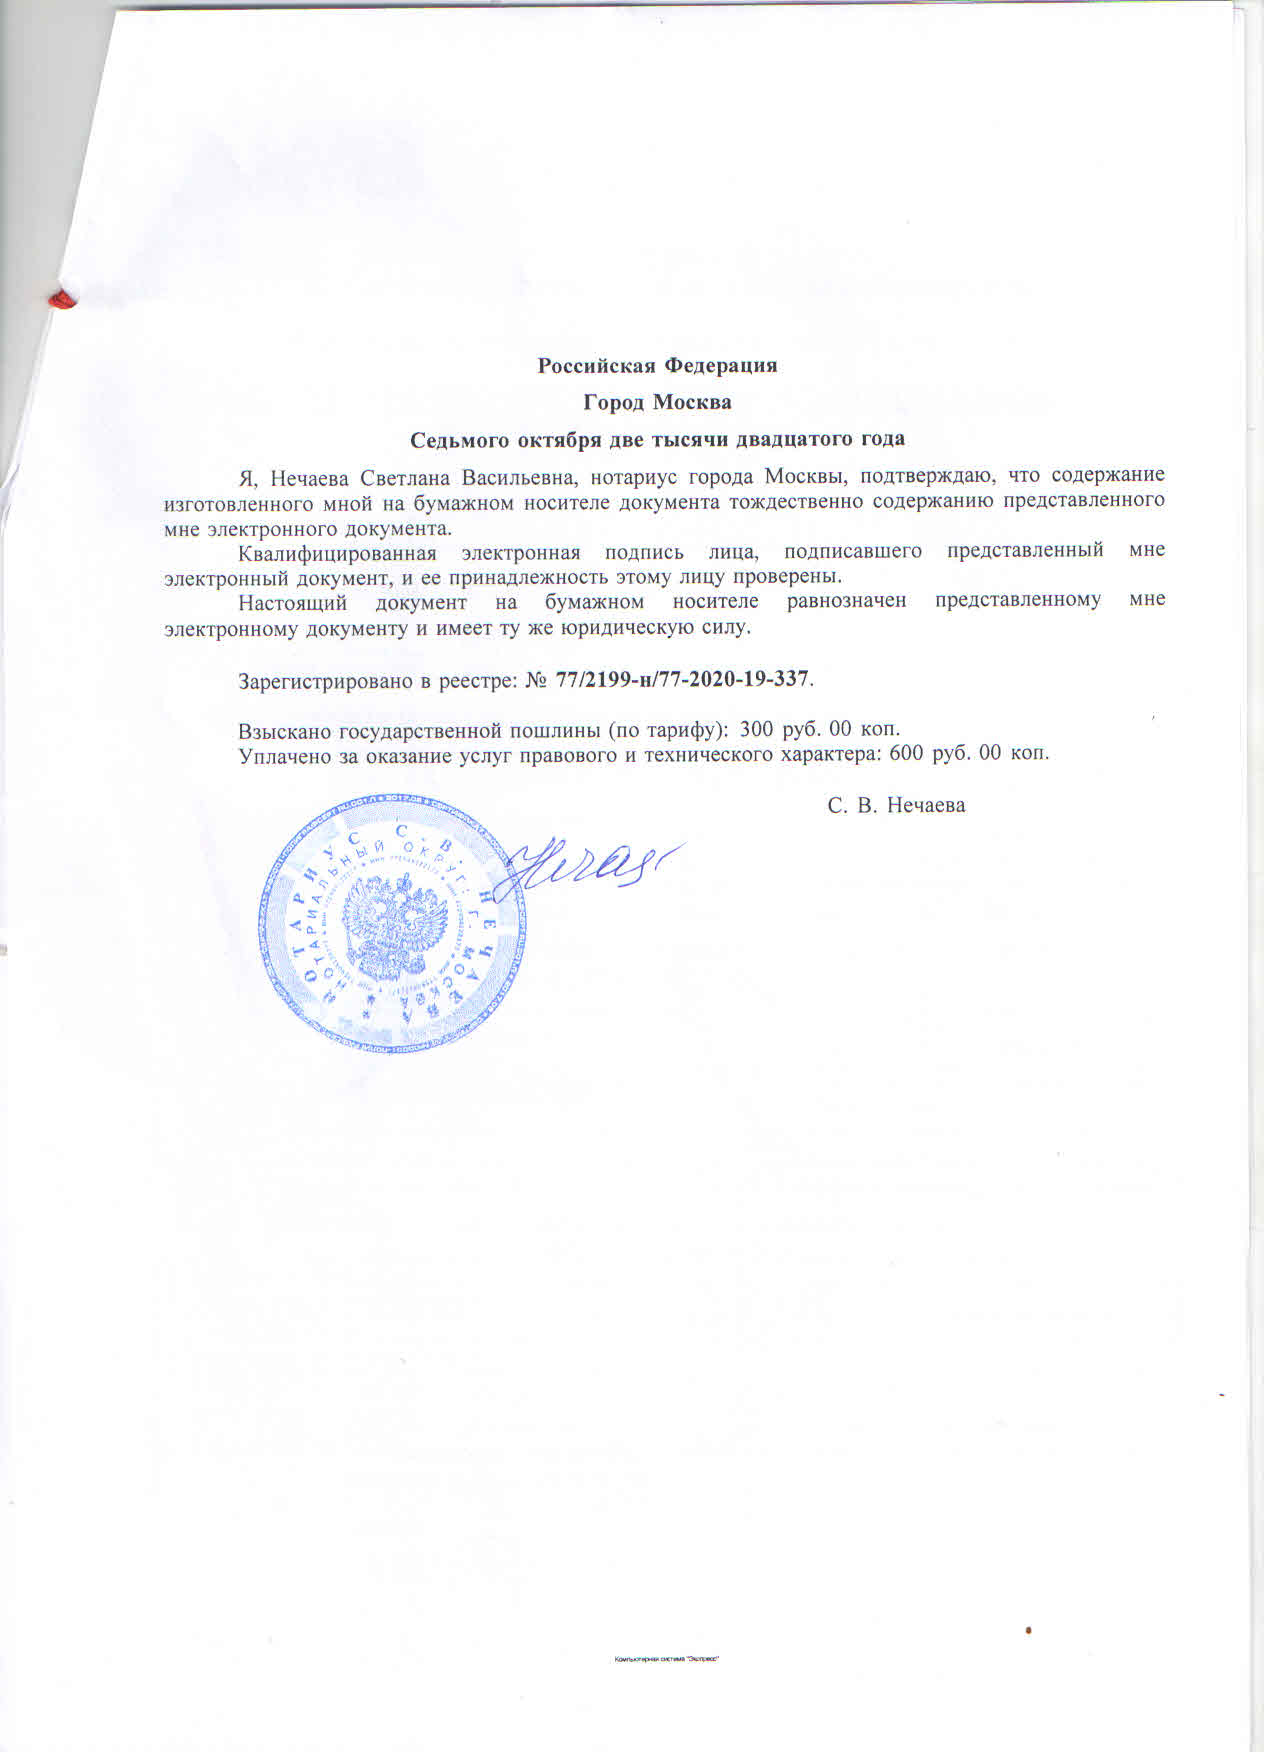 Российская Федерация
Город Москва
Седьмого октября две тысячи двадцатого года
Я, Нечаева Светлана Васильевна, нотариус города Москвы, подтверждаю, что содержание
изготовленного мной на бумажном носителе документа тождественно содержанию представленного
мне электронного документа.
Квалифицированная электронная подпись лица, подписавшего представленный мне
электронный документ, и ее принадлежность этому лицу проверены.
Настоящий документ на бумажном носителе равнозначен представленному мне
электронному документу и имеет ту же юридическую силу.
Зарегистрировано в реестре: № 77/2199-н/77-2020-19-337.
Взыскано государственной пошлины (по тарифу): 300 руб. 00 коп.
Уплачено за оказание услуг правового и технического характера: 600 руб. 00 коп.
С. В. Нечаева
НОТАРИУС С.В. НЕЧАЕВА
НОТАРИАЛЬНЫЙ ОКРУГ: Г. МОСКВА
Компьютерная система "Экспресс"